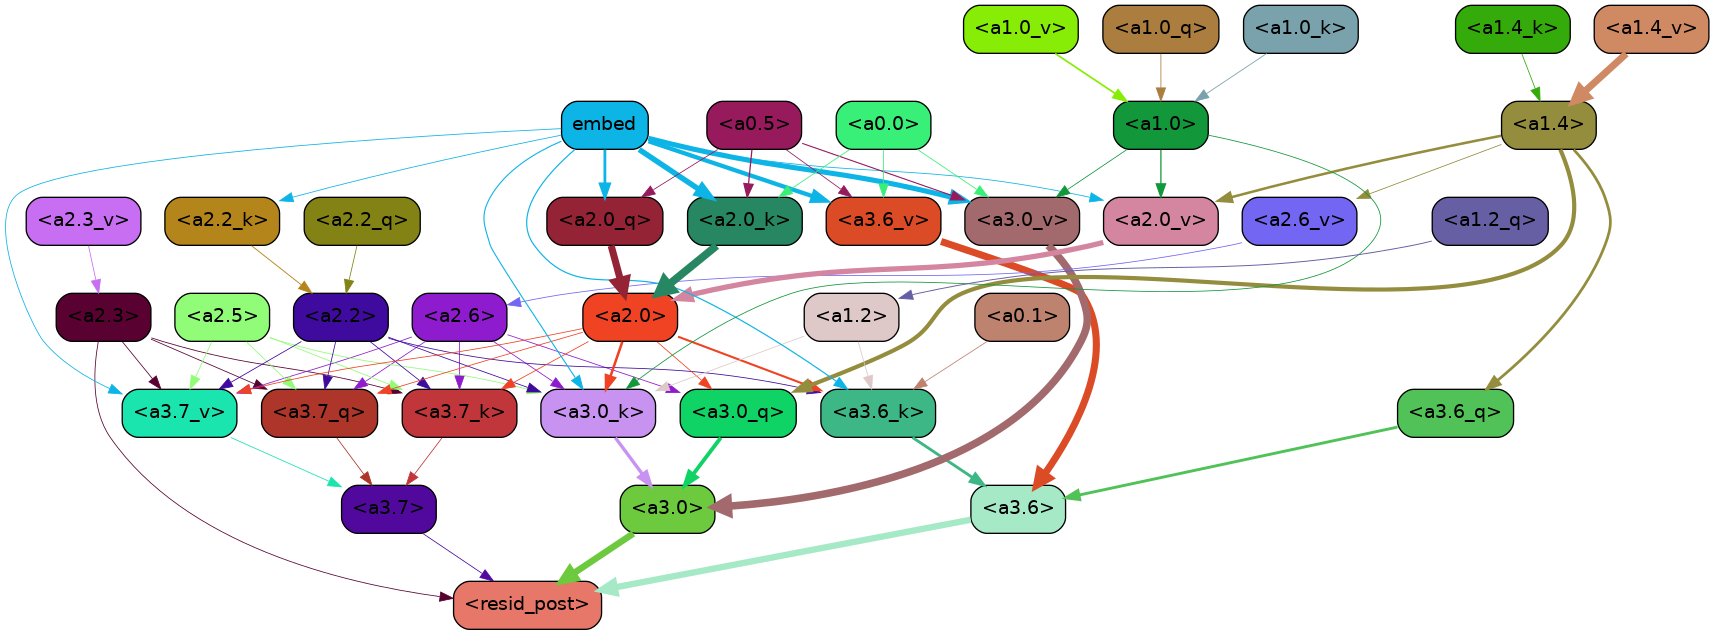 <a1.0_v> <a1.0_q> <a1.0_k> <a1.4_k> <a1.4_v>
embed <a0.5> <a0.0> <a1.0> <a1.4>
<a2.3_v> <a2.2_k> <a2.2_q> <a2.0_q> <a2.0_k> <a3.6_v> <a3.0_v> <a2.0_v> <a2.6_v> <a1.2_q>
<a2.3> <a2.5> <a2.2> <a2.6> <a2.0> <a1.2> <a0.1>
<a3.7_v> <a3.7_q> <a3.7_k> <a3.0_k> <a3.0_q> <a3.6_k> <a3.6_q>
<a3.7> <a3.0> <a3.6>
<resid_post>